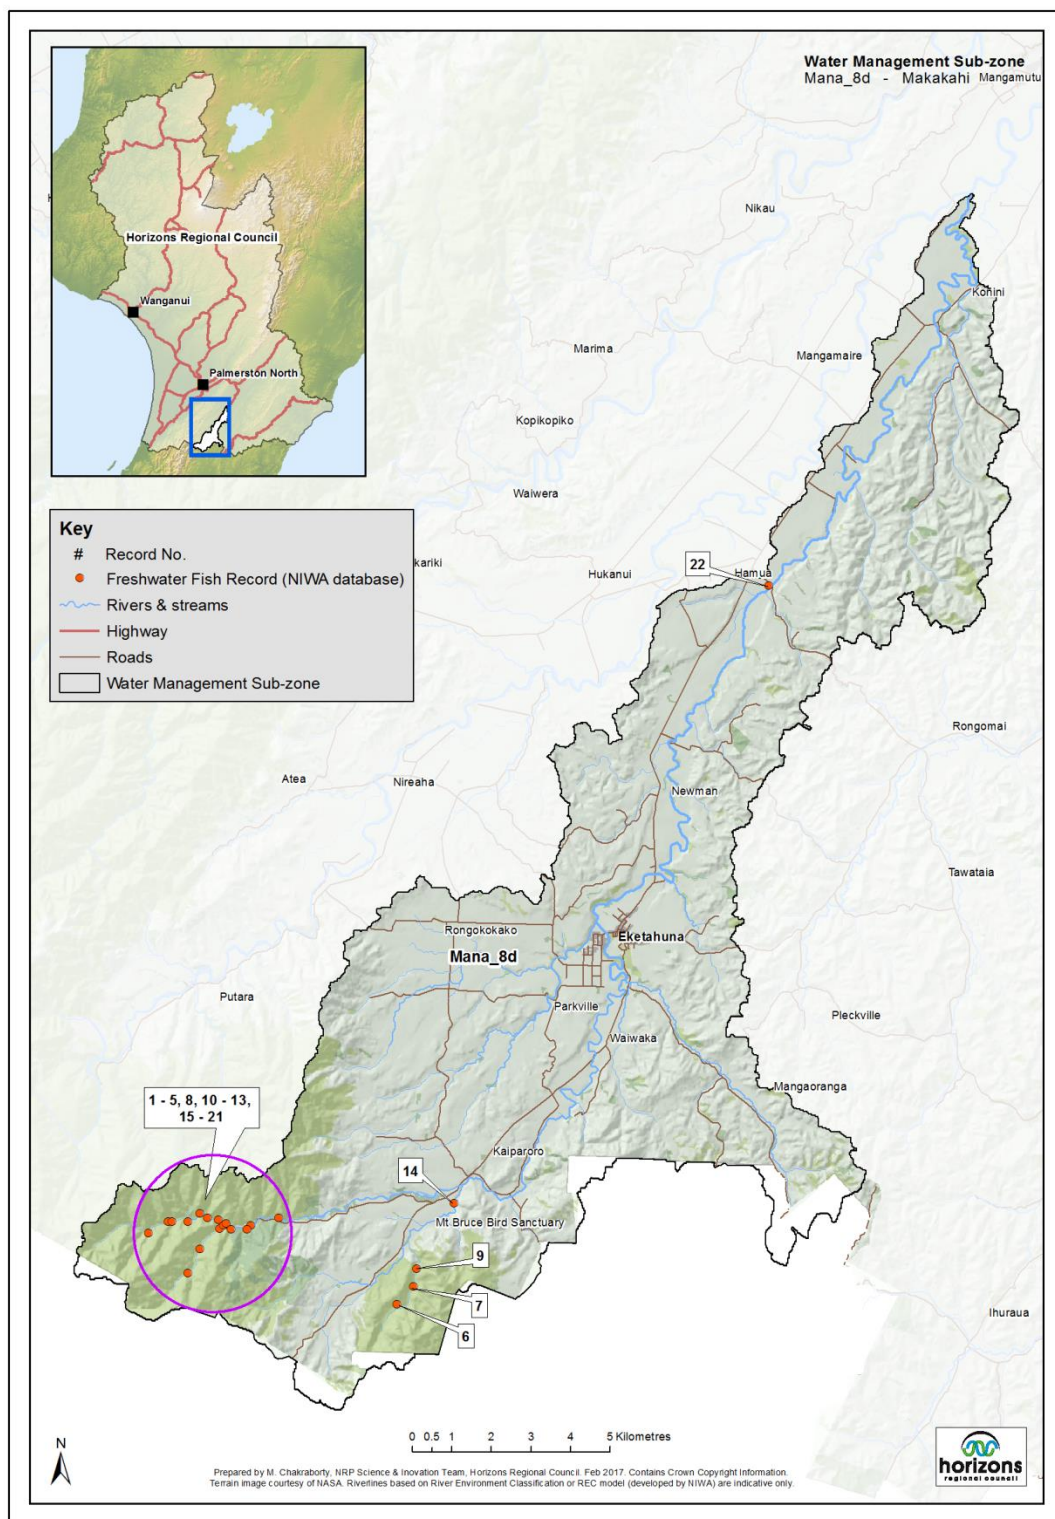 Water Management Sub-zone
Mana_8d - Makakahi
Mangamutu
Horizons Regional Council
Wanganui
Palmerston North
Nikau
Konini
Marima
Mangamaire
Kopikopiko
Waiwera
Key
# Record No.
Freshwater Fish Record (NIWA database)
Rivers & streams
Highway
Roads
Water Management Sub-zone
kariki
Hukanui
22
Hamua
Rongomai
Atea
Nireaha
Newman
Tawataia
Rongokokako
Eketahuna
Mana_8d
Putara
Parkville
Pleckville
Waiwaka
Mangaoranga
1 - 5, 8, 10 - 13,
15 - 21
Kaiparoro
14
Mt Bruce Bird Sanctuary
9
7
6
Ihuraua
N
0 0.5 1 2 3 4 5 Kilometres
horizons
regional council
Prepared by M. Chakraborty, NRP Science & Inovation Team, Horizons Regional Council. Feb 2017. Contains Crown Copyright Information.
Terrain image courtesy of NASA. Riverlines based on River Environment Classification or REC model (developed by NIWA) are indicative only.